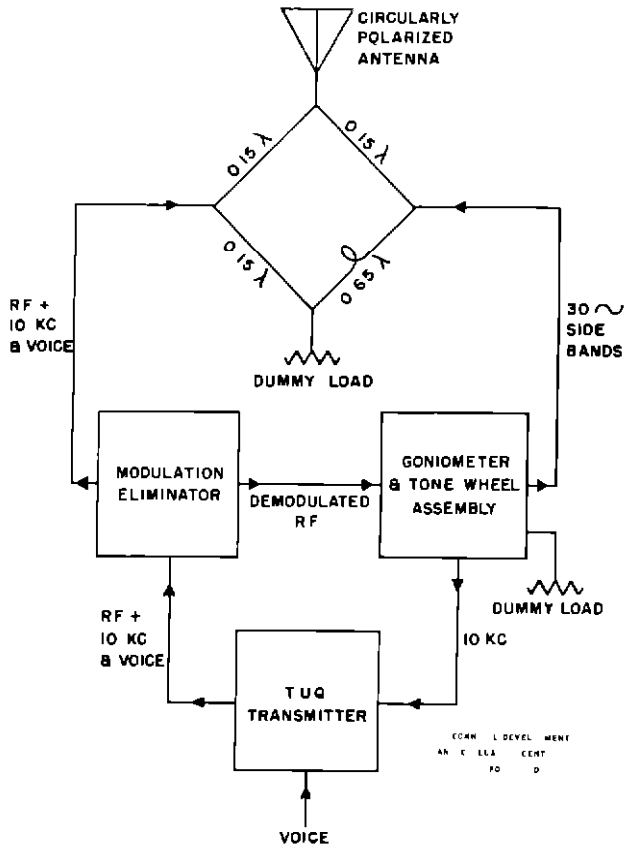 CIRCULARLY
POLARIZED
ANTENNA
0 15 λ
0 15 λ
0 15 λ
0 65 λ
RF +
10 KC
& VOICE
30 ~
SIDE
BANDS
DUMMY LOAD
MODULATION
ELIMINATOR
DEMODULATED
RF
GONIOMETER
& TONE WHEEL
ASSEMBLY
DUMMY LOAD
RF +
10 KC
& VOICE
10 KC
TUQ
TRANSMITTER
VOICE